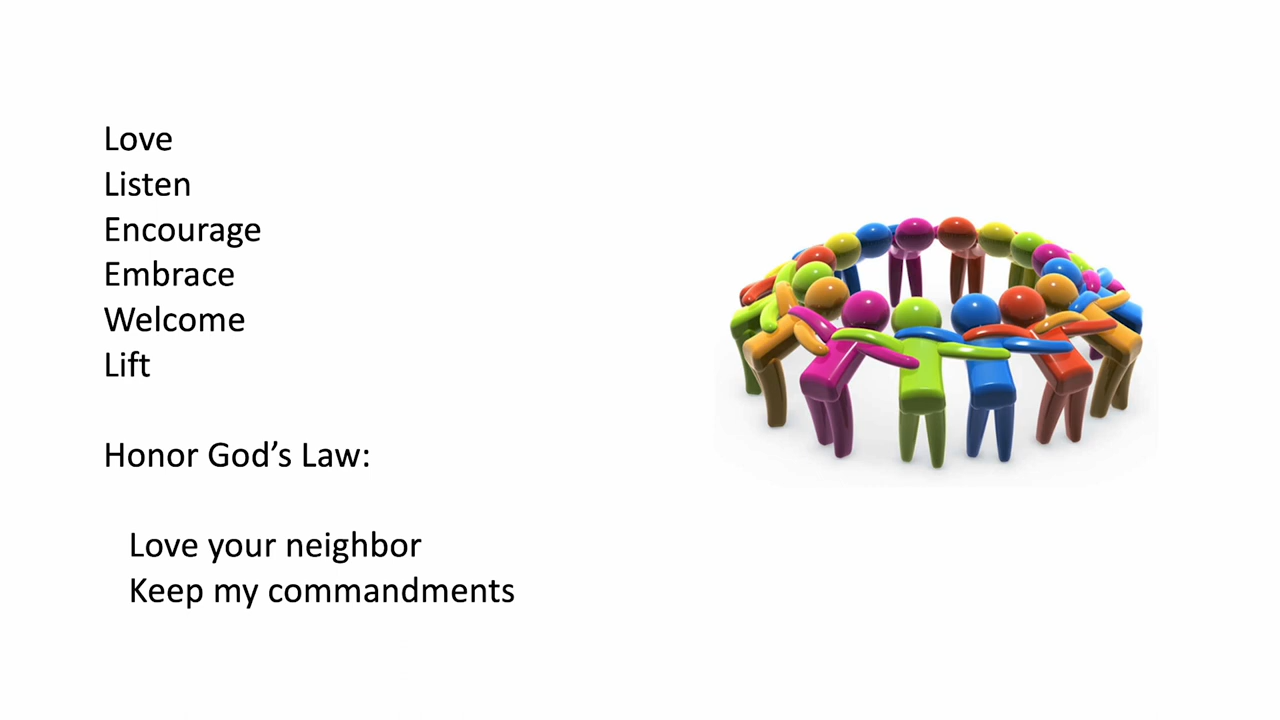 Love
Listen
Encourage
Embrace
Welcome
Lift
Honor God’s Law:
Love your neighbor
Keep my commandments